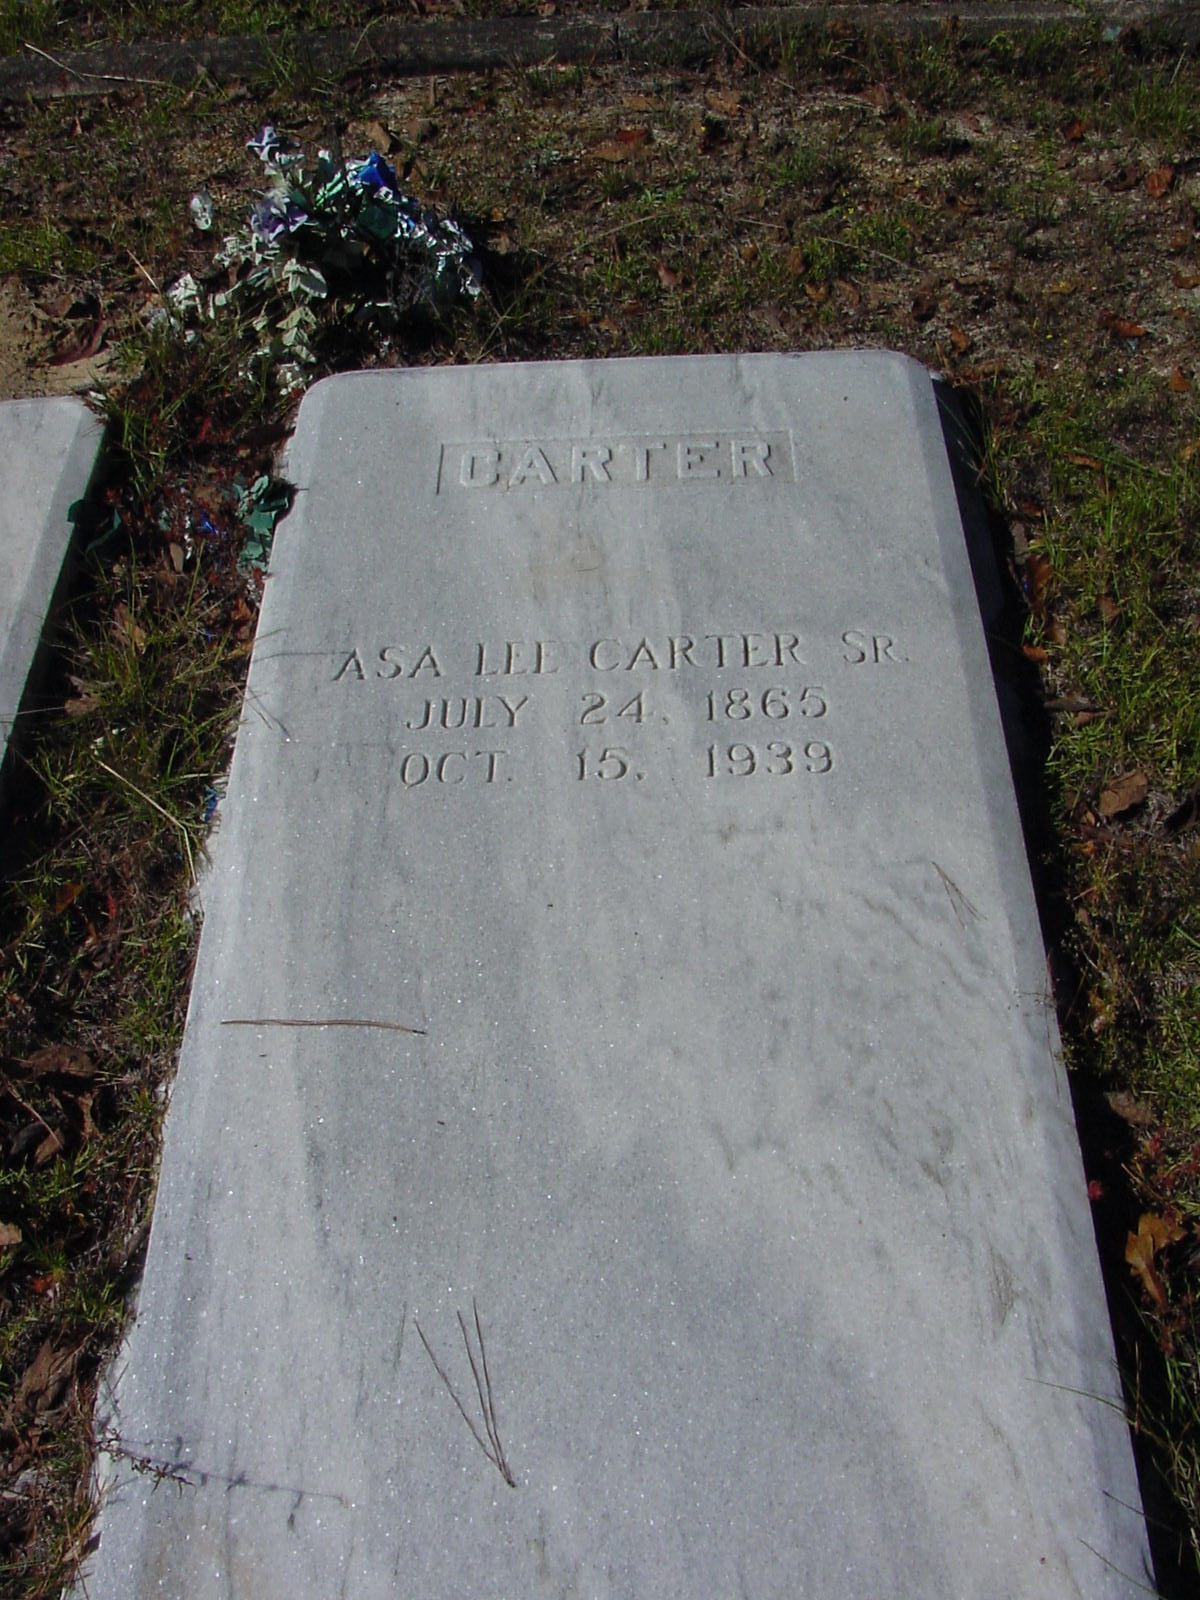 CARTER
ASA LEE CARTER SR.
JULY 24, 1865
OCT. 15, 1939